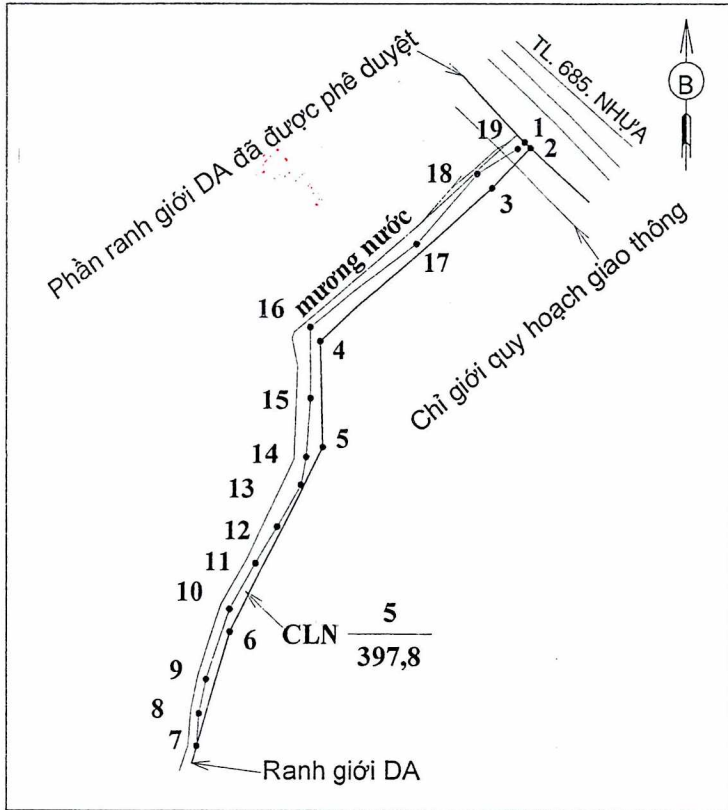 Phần ranh giới DA đã được phê duyệt
TL. 685. NHỰA
B
19
1
2
18
3
mương nước
17
16
4
Chỉ giới quy hoạch giao thông
15
5
14
13
12
11
10
6
CLN 5
397,8
9
8
7
Ranh giới DA